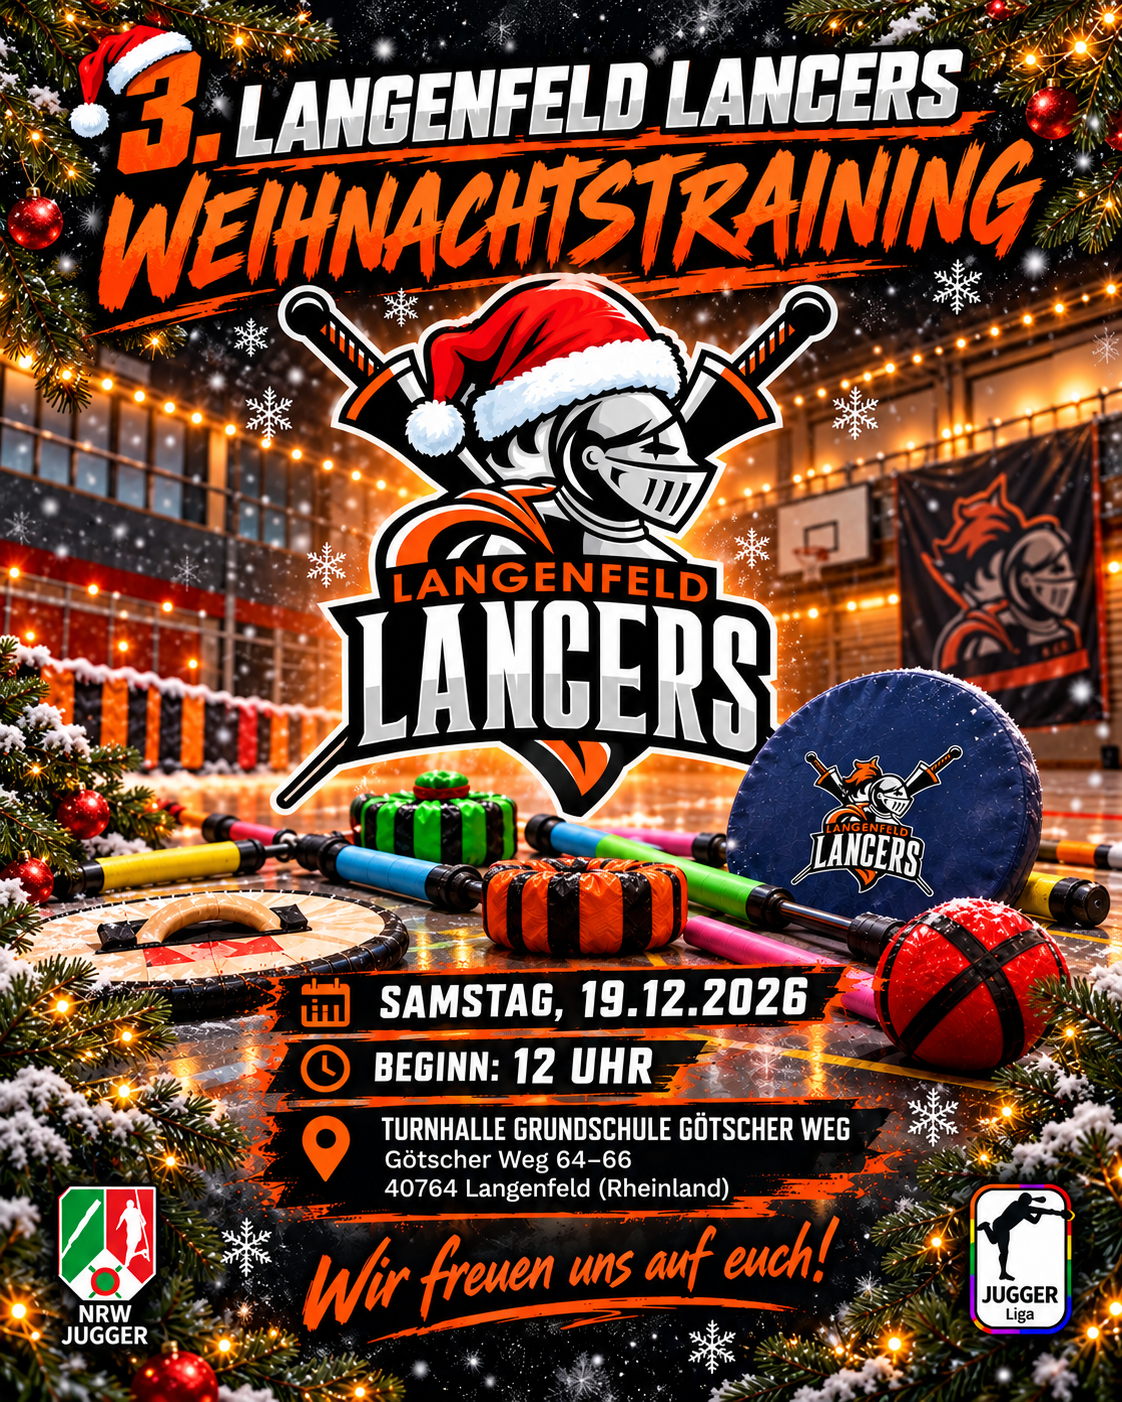 3. LANGENFELD LANCERS
WEIHNACHTSTRAINING
LANGENFELD
LANCERS
LANGENFELD
LANCERS
SAMSTAG, 19.12.2026
BEGINN: 12 UHR
TURNHALLE GRUNDSCHULE GÖTSCHER WEG
Götscher Weg 64–66
40764 Langenfeld (Rheinland)
Wir freuen uns auf euch!
NRW
JUGGER
JUGGER
Liga